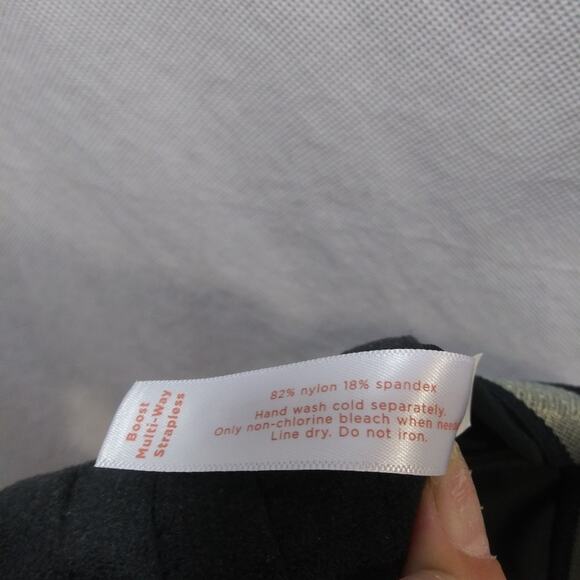 Boost
Multi-Way
Strapless
82% nylon 18% spandex
Hand wash cold separately.
Only non-chlorine bleach when
Line dry. Do not iron.